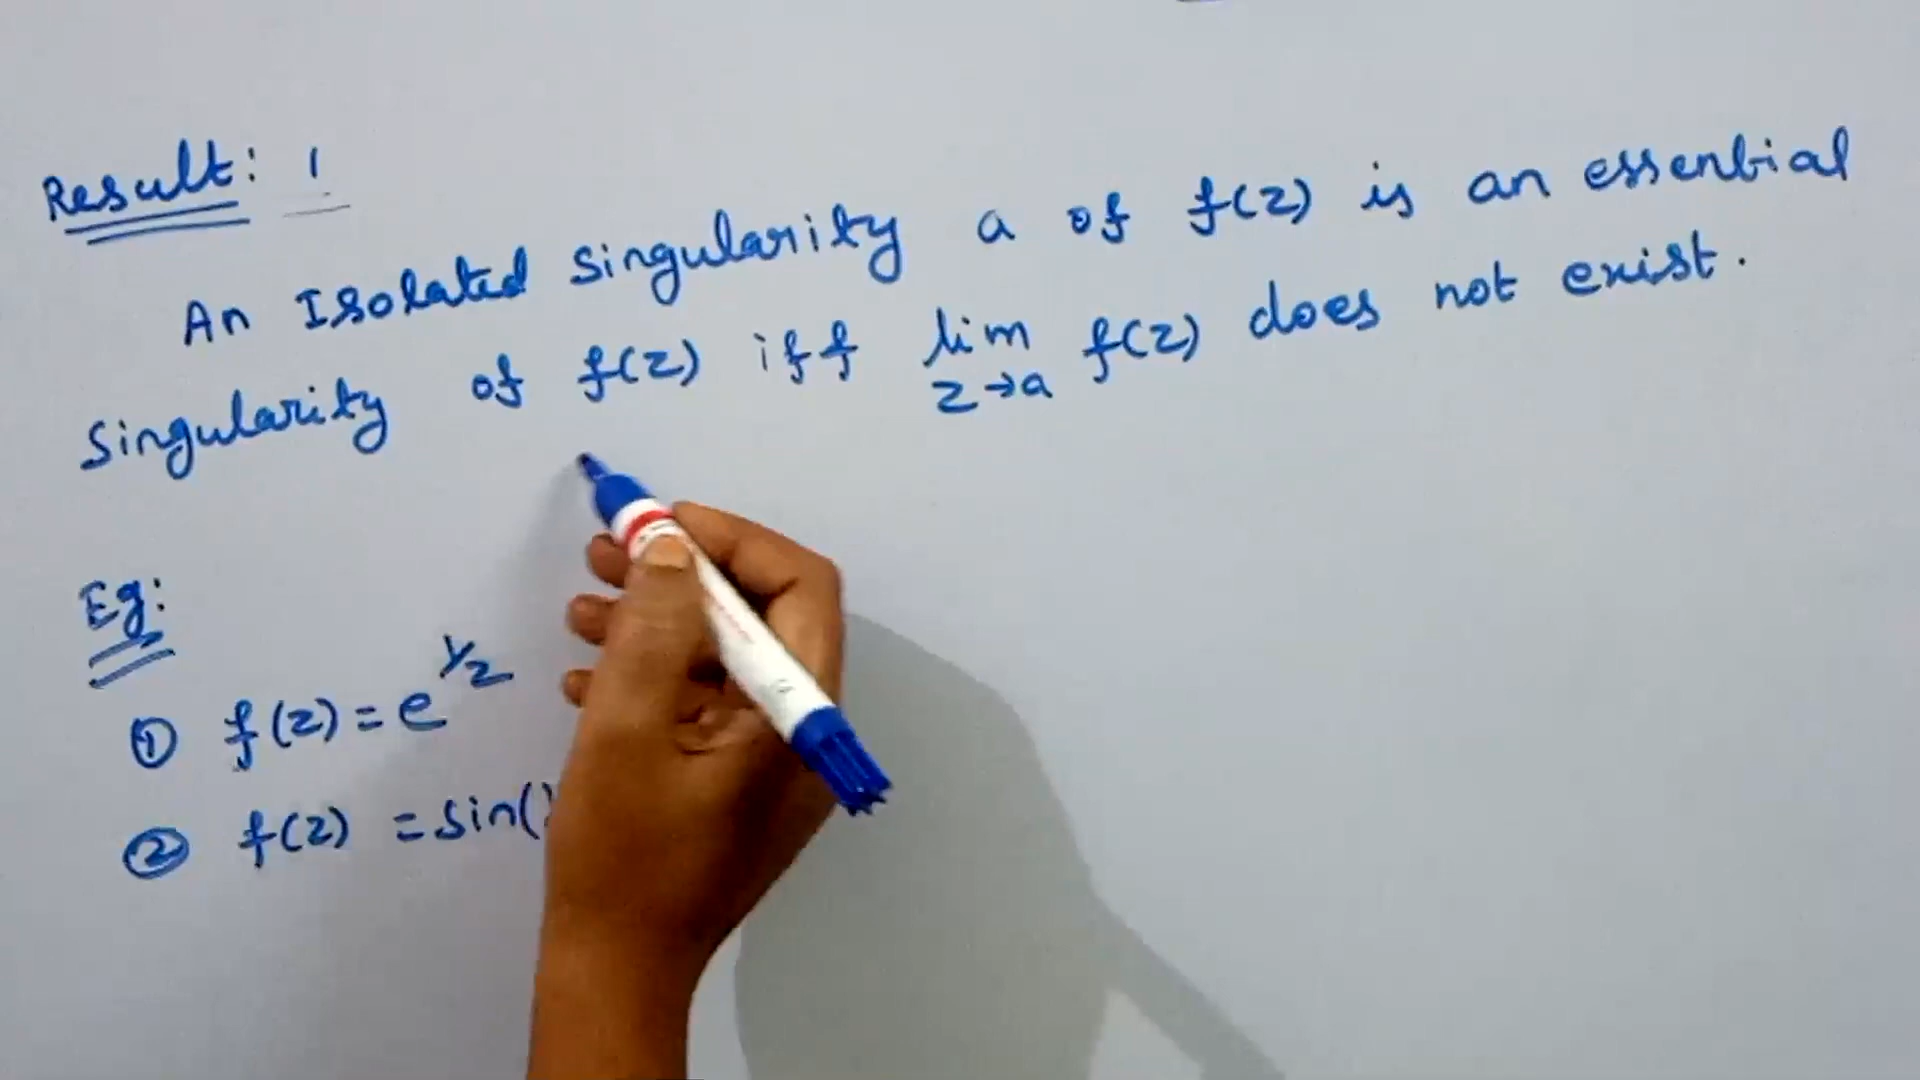 Result: 1
An Isolated singularity a of f(z) is an essential
Singularity of f(z) iff lim f(z) does not exist.
z→a
Eg:
① f(z) = e^1/z
② f(z) = sin(